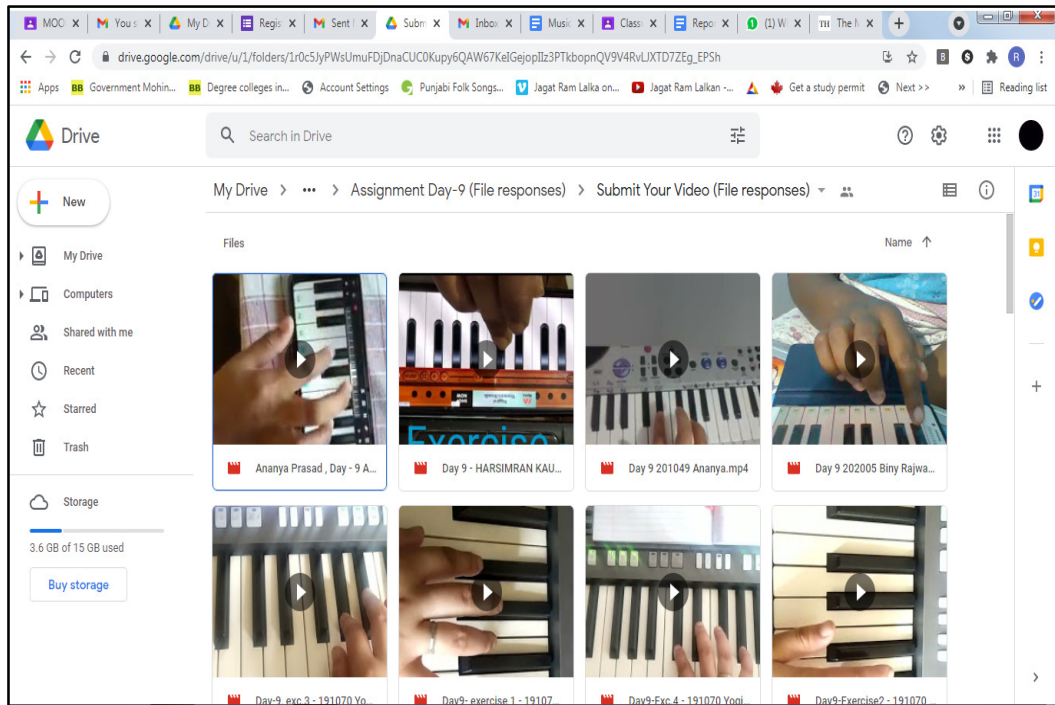 MOO
You s
My D
Regis
Sent
Subm
Inbox
Music
Class
Repo
(1) W
TH The M
drive.google.com/drive/u/1/folders/1r0c5JyPWsUmuFDjDnaCUC0Kupy6QAW67KeIGejopIIz3PTkbopnQV9V4RvLJXTD7ZEg_EPSh
Apps
BB Government Mohin...
BB Degree colleges in...
Account Settings
Punjabi Folk Songs...
Jagat Ram Lalka on...
Jagat Ram Lalkan -...
Get a study permit
Next >>
»
Reading list
Drive
Search in Drive
New
My Drive > ••• > Assignment Day-9 (File responses) > Submit Your Video (File responses)
My Drive
Computers
Shared with me
Recent
Starred
Trash
Storage
3.6 GB of 15 GB used
Buy storage
Files
Name
Exercise
Ananya Prasad , Day - 9 A...
Day 9 - HARSIMRAN KAU...
Day 9 201049 Ananya.mp4
Day 9 202005 Biny Rajwa...
Day-9. exc.3 - 191070 Yo...
Day9- exercise 1 - 19107...
Day9-Exc.4 - 191070 Yogi...
Day9-Exercise2 - 191070 ...